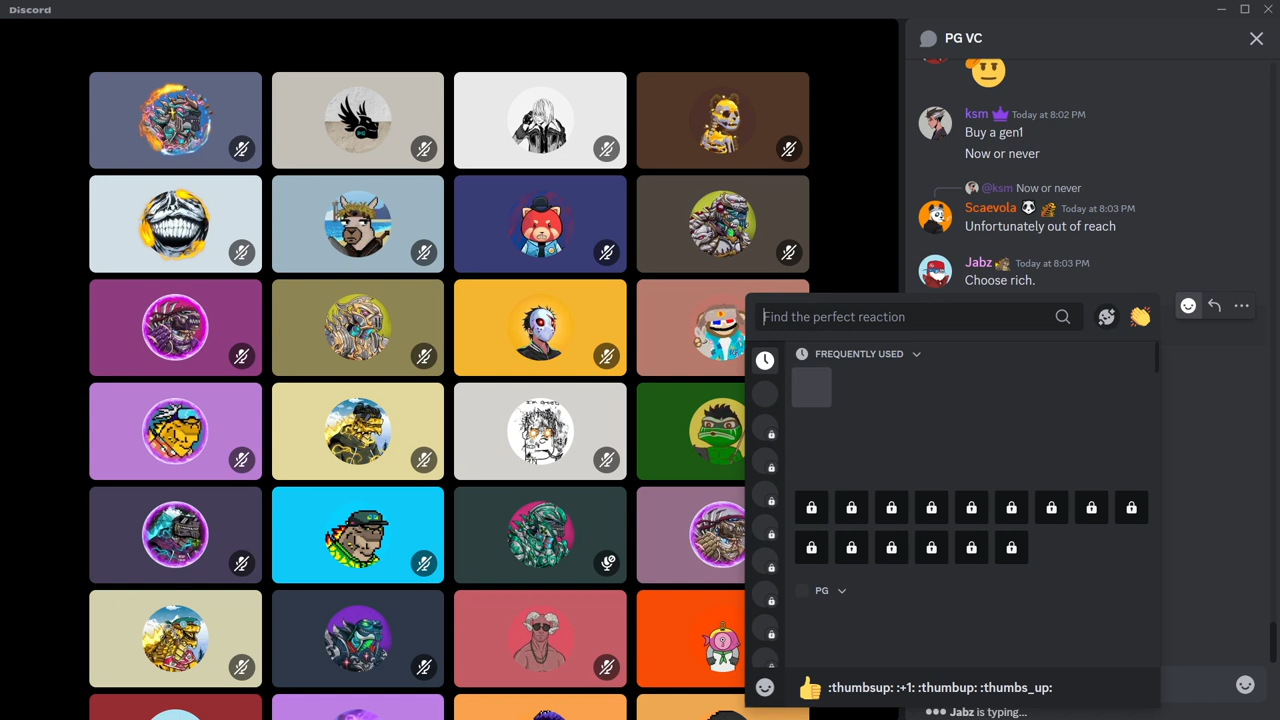 Discord
PG VC
ksm Today at 8:02 PM
Buy a gen1
Now or never
@ksm Now or never
Scaevola Today at 8:03 PM
Unfortunately out of reach
Jabz Today at 8:03 PM
Choose rich.
Find the perfect reaction
FREQUENTLY USED
PG
:thumbsup: :+1: :thumbup: :thumbs_up:
Jabz is typing...